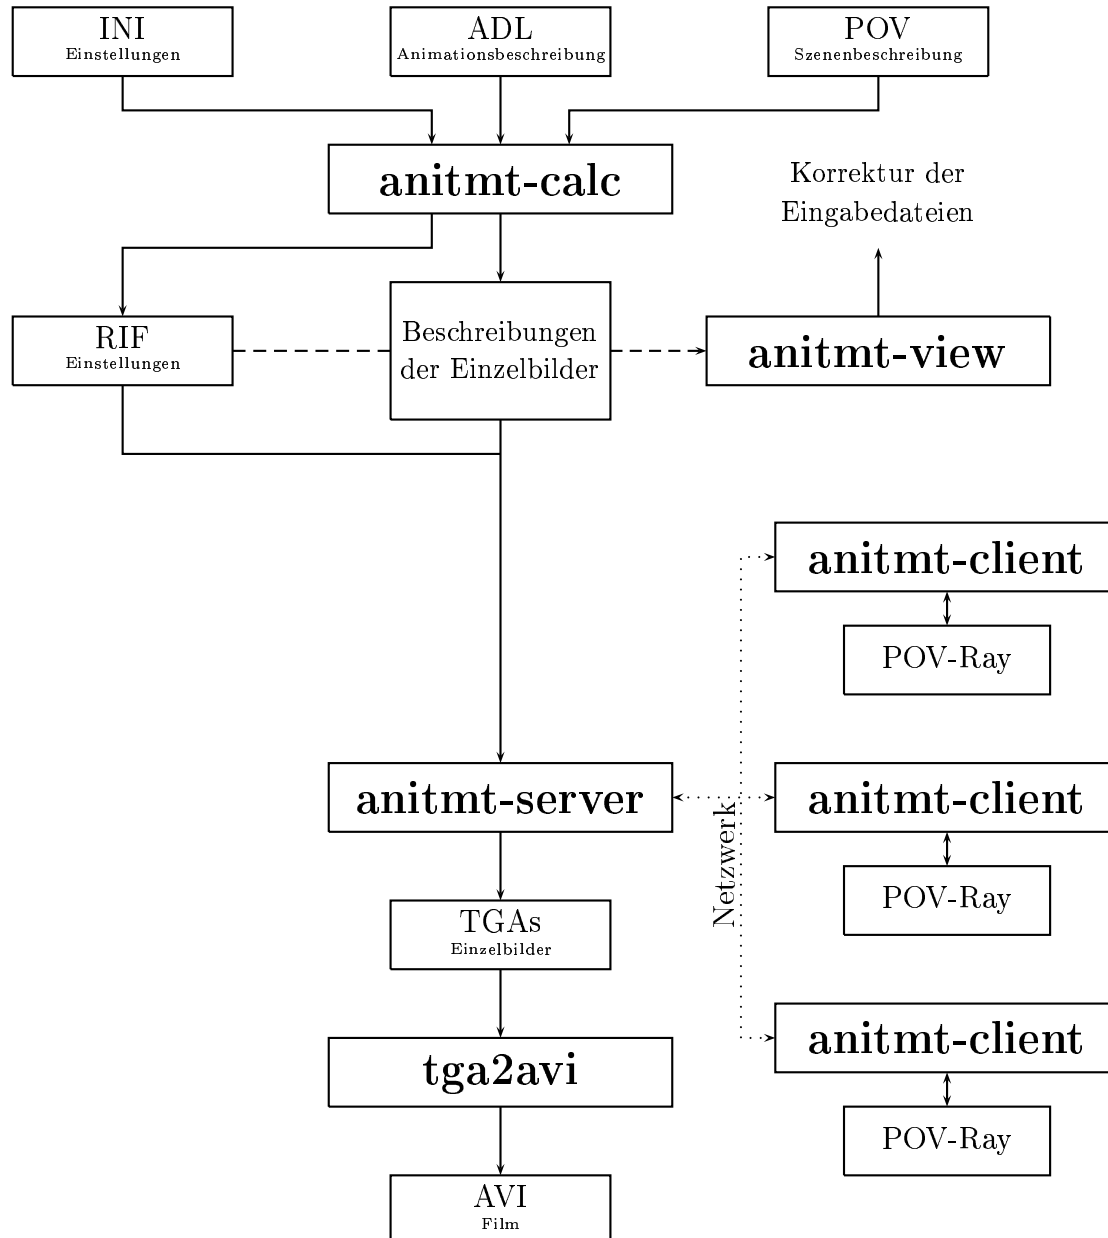 INI
Einstellungen
ADL
Animationsbeschreibung
POV
Szenenbeschreibung
anitmt-calc
Korrektur der
Eingabedateien
RIF
Einstellungen
Beschreibungen
der Einzelbilder
anitmt-view
anitmt-client
POV-Ray
anitmt-server
Netzwerk
anitmt-client
POV-Ray
TGAs
Einzelbilder
anitmt-client
POV-Ray
tga2avi
AVI
Film